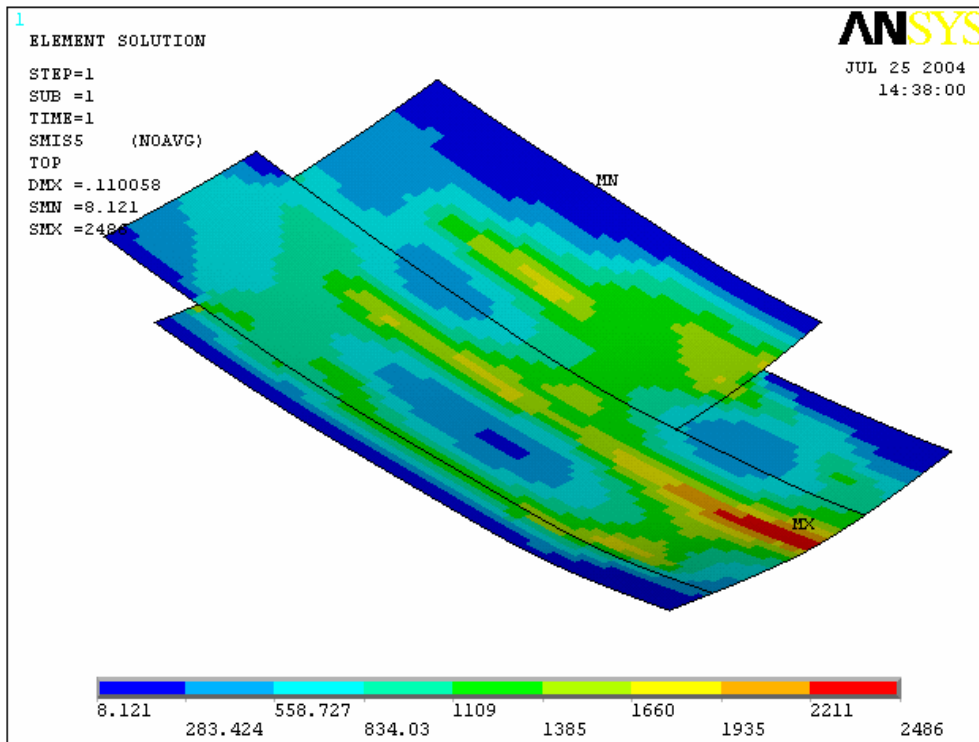 1
ANSYS
ELEMENT SOLUTION
JUL 25 2004
14:38:00
STEP=1
SUB =1
TIME=1
SMIS5 (NOAVG)
TOP
DMX =.110058
SMN =8.121
SMX =2486
MN
MX
8.121 558.727 1109 1660 2211
283.424 834.03 1385 1935 2486